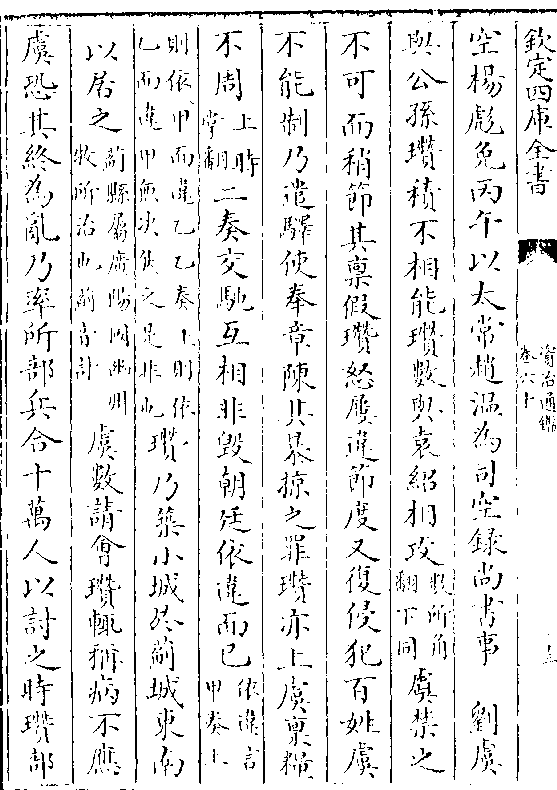 欽定四庫全書
資治通鑑
卷六十
空楊彪免丙午以太常趙溫為司空録尚書事　劉虞
與公孫瓚積不相能瓚數與袁紹相攻數所角翻下同虞禁之
不可而稍節其稟假瓚怒屢違節度又復侵犯百姓虞
不能制乃遣驛使奉章陳其暴掠之罪瓚亦上虞稟糧
不周上時掌翻二奏交馳互相非毀朝廷依違而已依違言甲奏上
則依甲而違乙乙奏上則依乙而違甲無決然之是非也瓚乃築小城於薊城東南
以居之薊縣屬廣陽國幽州牧所治也薊音計虞數請會瓚輒稱病不應
虞恐其終為亂乃率所部兵合十萬人以討之時瓚部